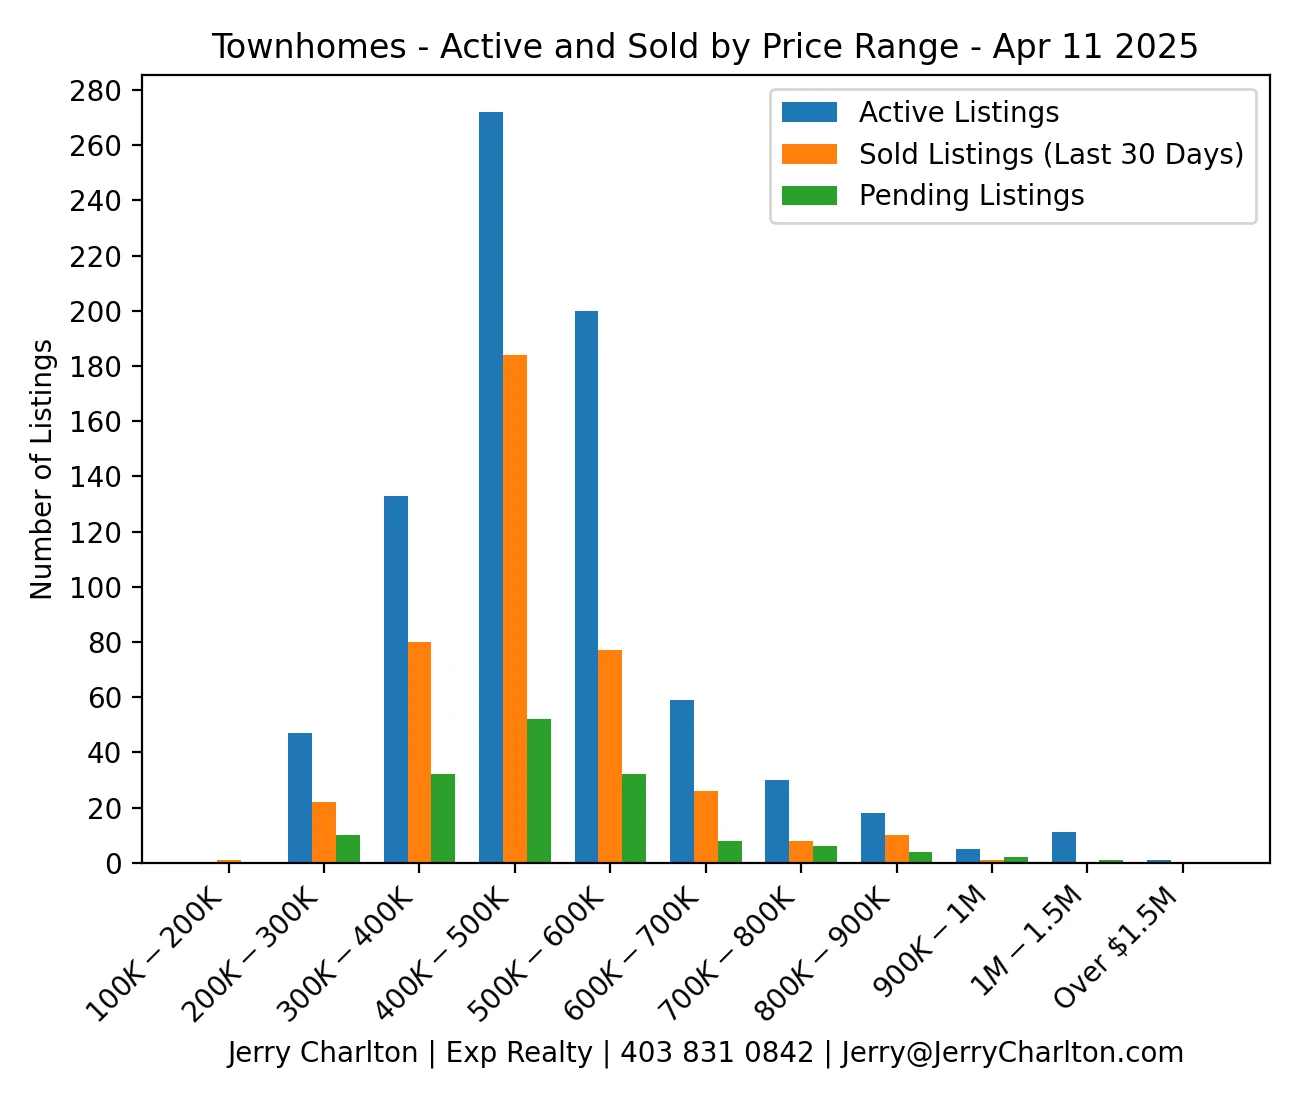 Townhomes - Active and Sold by Price Range - Apr 11 2025
Active Listings
Sold Listings (Last 30 Days)
Pending Listings
Number of Listings
280
260
240
220
200
180
160
140
120
100
80
60
40
20
0
100K − 200K
200K − 300K
300K − 400K
400K − 500K
500K − 600K
600K − 700K
700K − 800K
800K − 900K
900K − 1M
1M − 1.5M
Over $1.5M
Jerry Charlton | Exp Realty | 403 831 0842 | Jerry@JerryCharlton.com